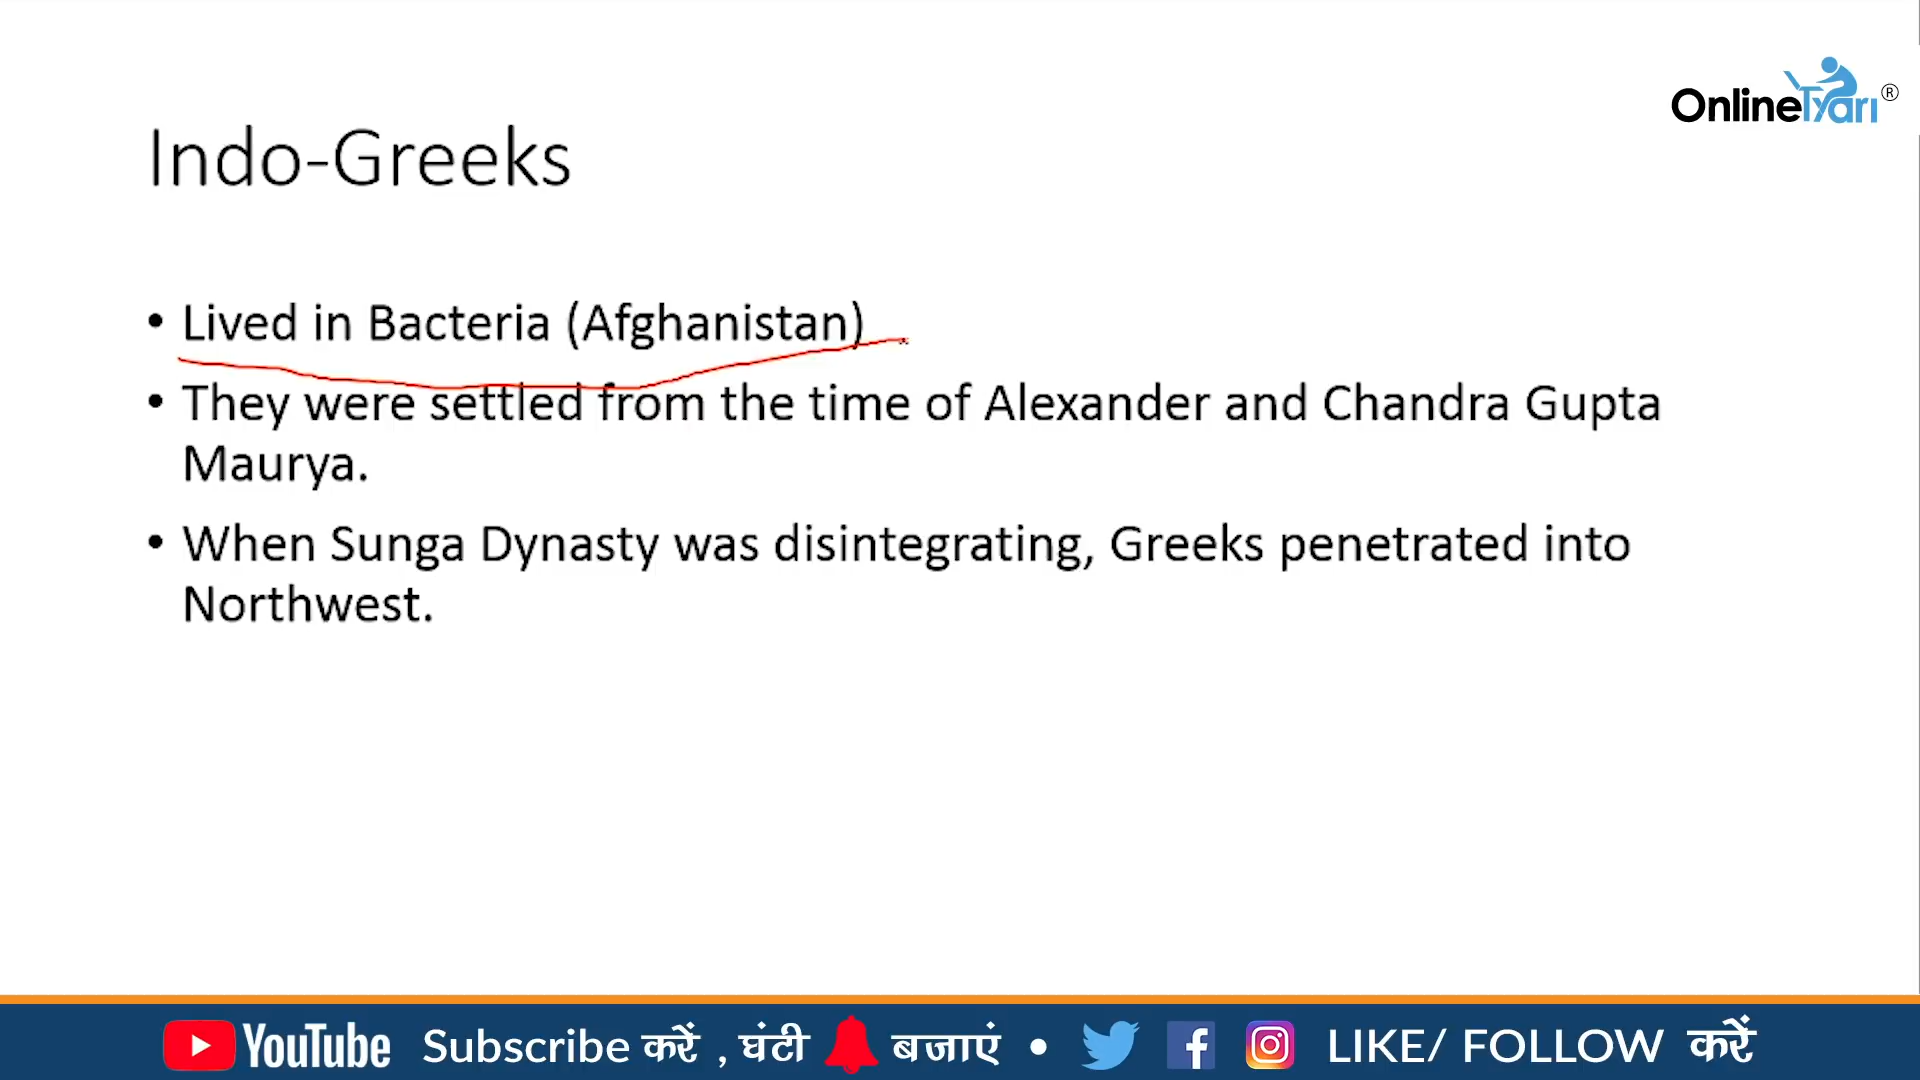 OnlineTyari®
Indo-Greeks
• Lived in Bacteria (Afghanistan)
• They were settled from the time of Alexander and Chandra Gupta
Maurya.
• When Sunga Dynasty was disintegrating, Greeks penetrated into
Northwest.
YouTube Subscribe करें , घंटी बजाएं • LIKE/ FOLLOW करें